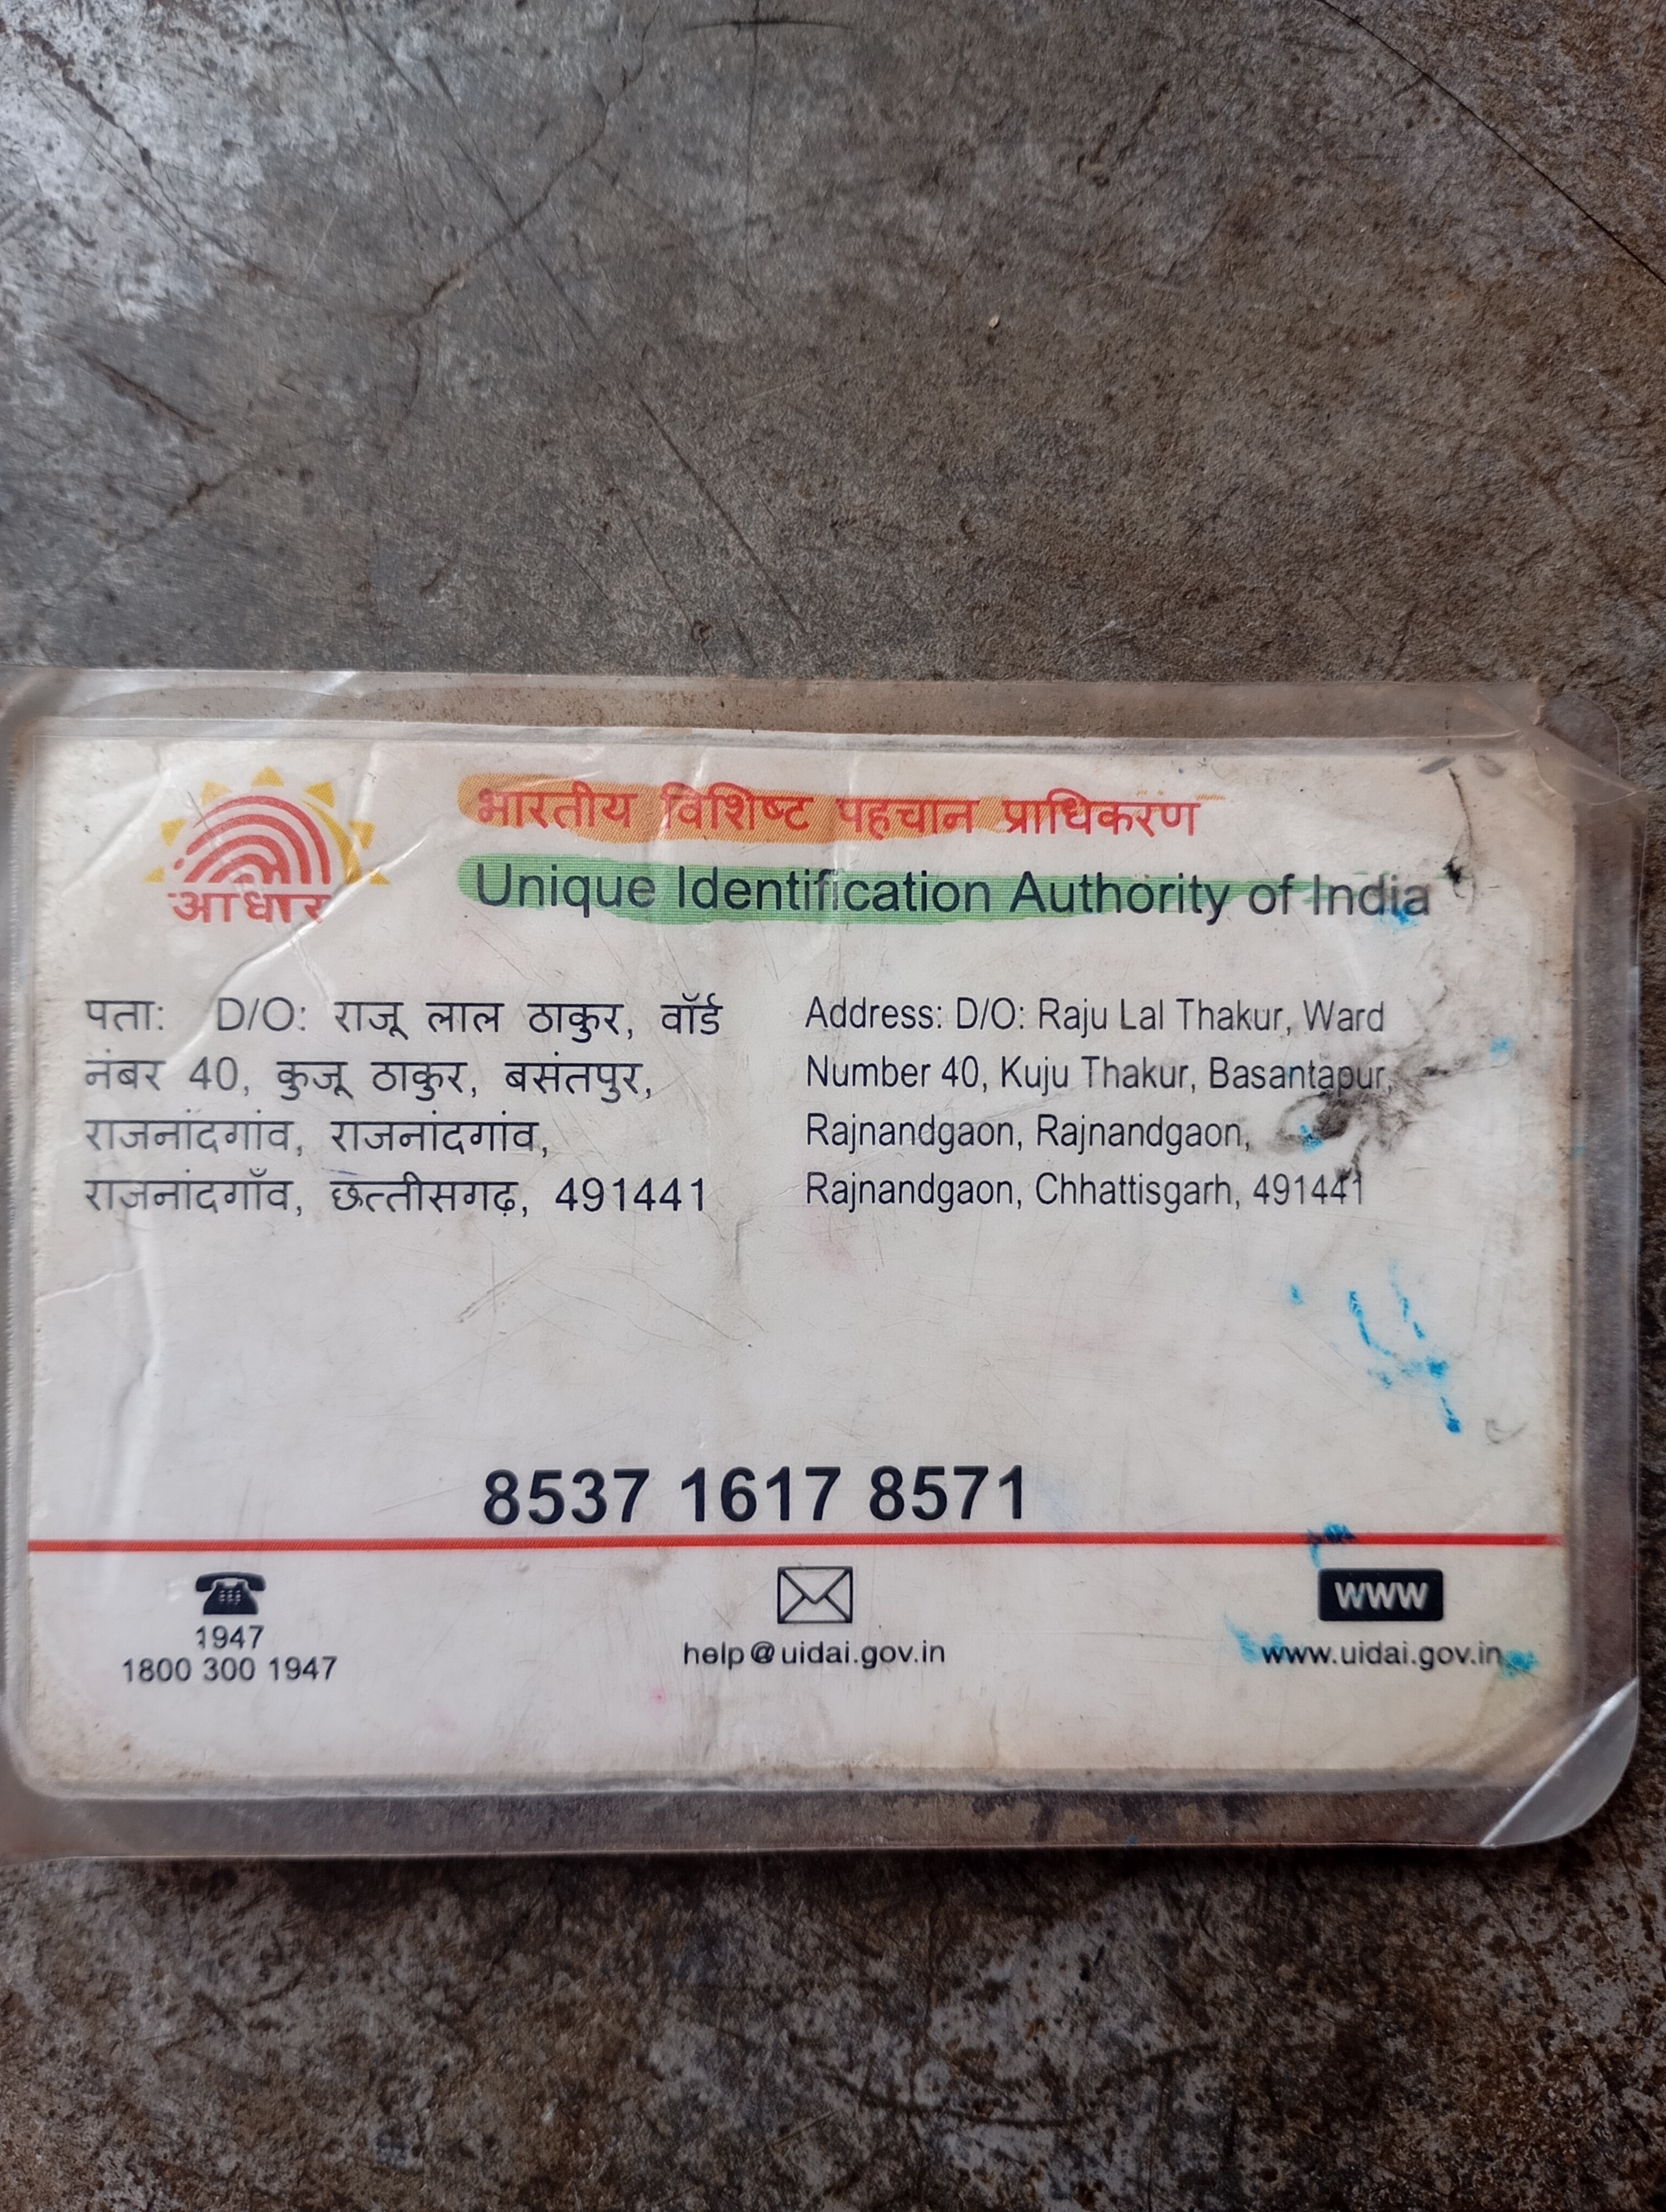 आधार
भारतीय विशिष्ट पहचान प्राधिकरण
Unique Identification Authority of India
पता: D/O: राजू लाल ठाकुर, वॉर्ड
नंबर 40, कुजू ठाकुर, बसंतपुर,
राजनांदगांव, राजनांदगांव,
राजनांदगाँव, छत्तीसगढ़, 491441
Address: D/O: Raju Lal Thakur, Ward
Number 40, Kuju Thakur, Basantapur,
Rajnandgaon, Rajnandgaon,
Rajnandgaon, Chhattisgarh, 491441
8537 1617 8571
1947
1800 300 1947
help@uidai.gov.in
www
www.uidai.gov.in